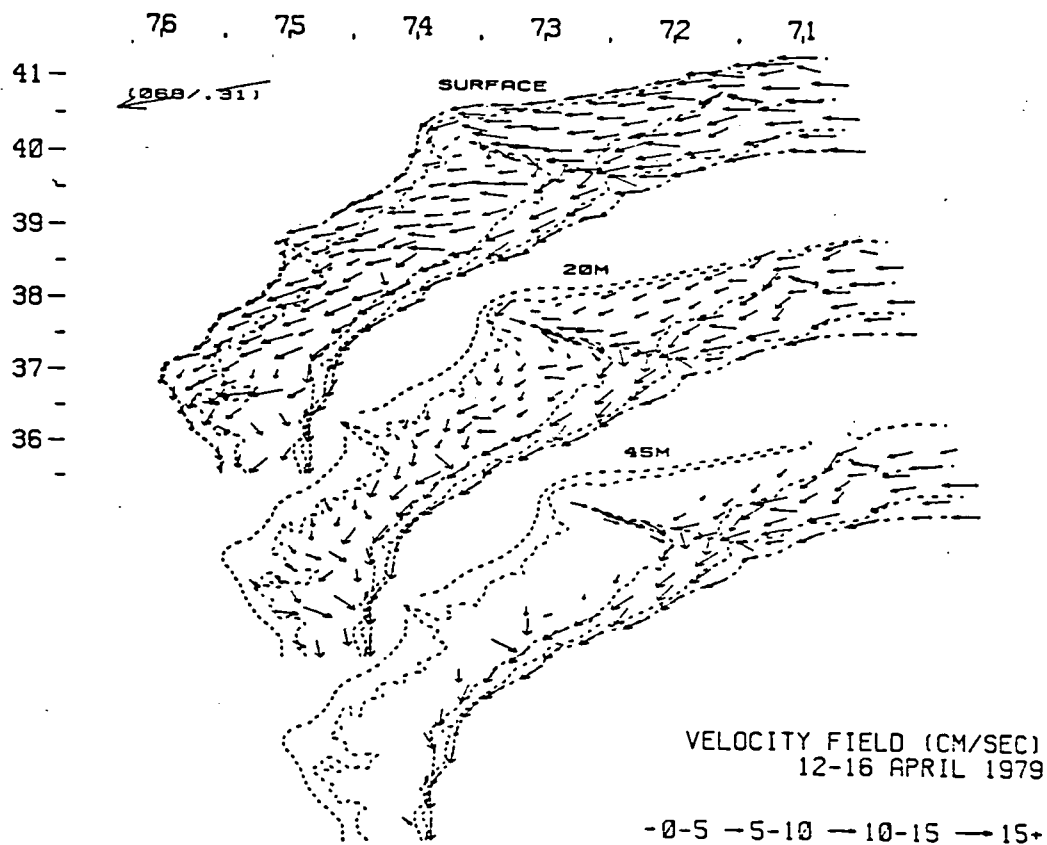 76 75 74 73 72 71
41
(068/.31)
SURFACE
40
39
20M
38
37
36
45M
VELOCITY FIELD (CM/SEC)
12-16 APRIL 1979
0-5 5-10 10-15 15+